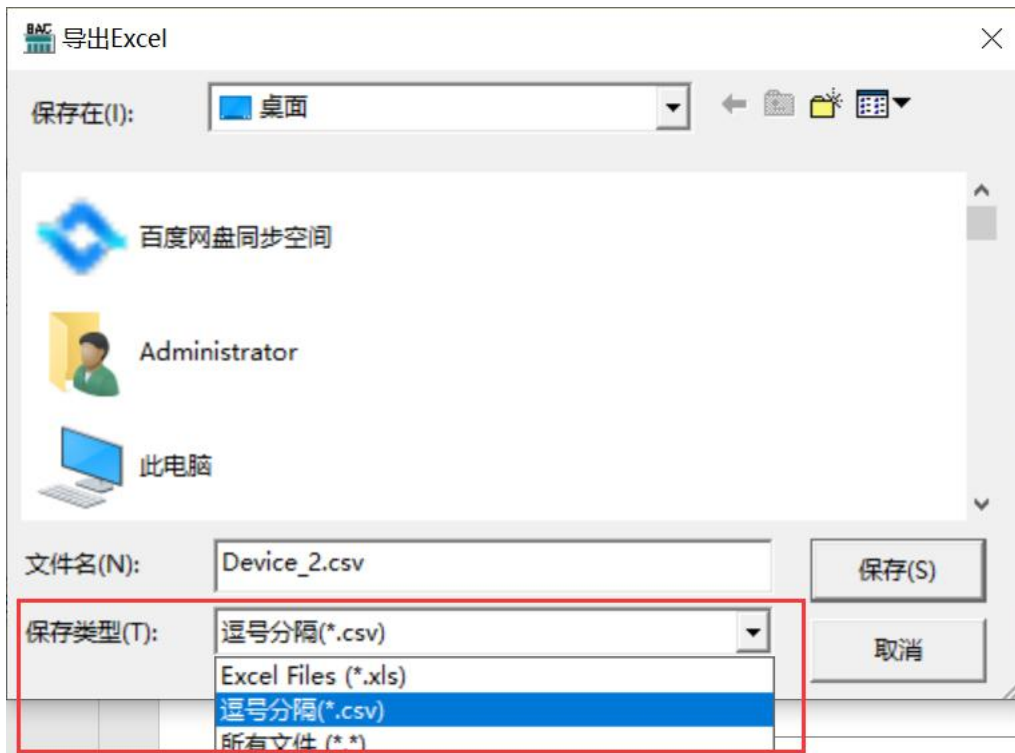 BAC
导出Excel
保存在(I):
桌面
百度网盘同步空间
Administrator
此电脑
文件名(N):
Device_2.csv
保存(S)
保存类型(T):
逗号分隔(*.csv)
取消
Excel Files (*.xls)
逗号分隔(*.csv)
所有文件 (*.*)